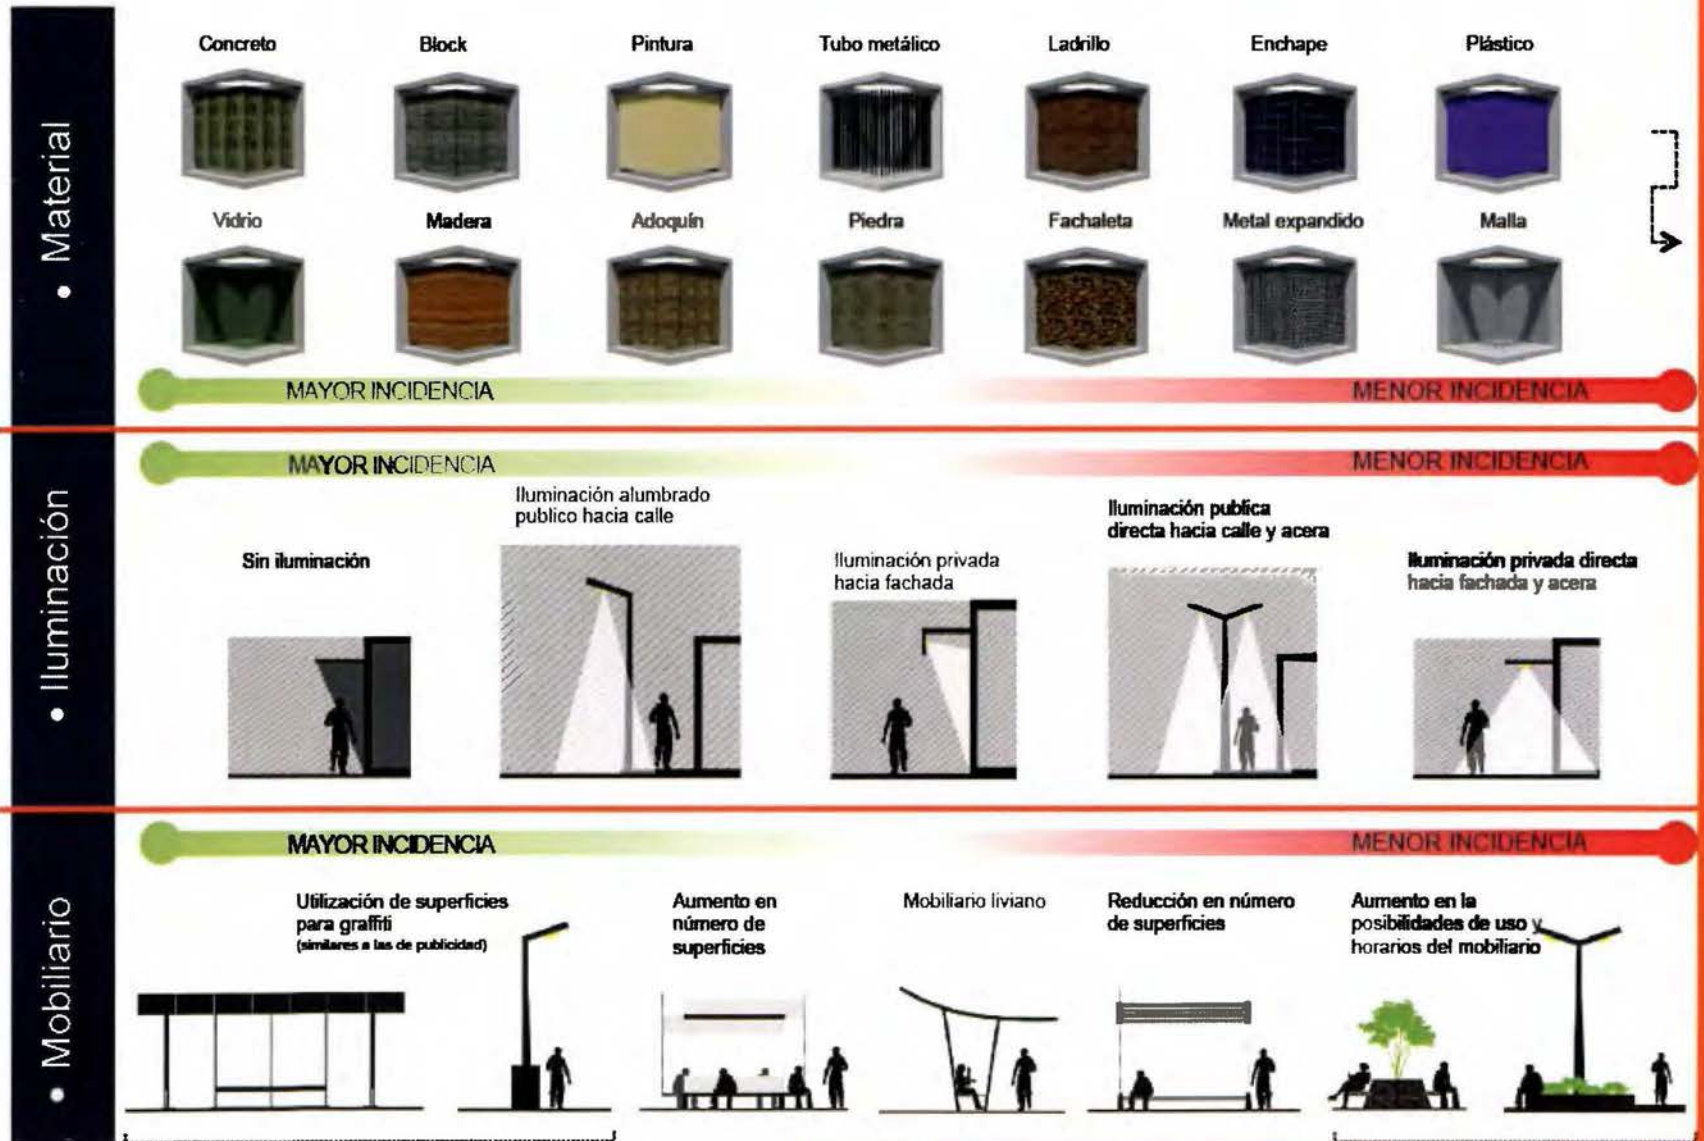 • Material
Concreto
Block
Pintura
Tubo metálico
Ladrillo
Enchape
Plástico
Vidrio
Madera
Adoquín
Piedra
Fachaleta
Metal expandido
Malla
MAYOR INCIDENCIA
MENOR INCIDENCIA
• Iluminación
MAYOR INCIDENCIA
MENOR INCIDENCIA
Sin iluminación
Iluminación alumbrado
publico hacia calle
Iluminación privada
hacia fachada
Iluminación publica
directa hacia calle y acera
Iluminación privada directa
hacia fachada y acera
• Mobiliario
MAYOR INCIDENCIA
MENOR INCIDENCIA
Utilización de superficies
para graffiti
(similares a las de publicidad)
Aumento en
número de
superficies
Mobiliario liviano
Reducción en número
de superficies
Aumento en la
posibilidades de uso y
horarios del mobiliario